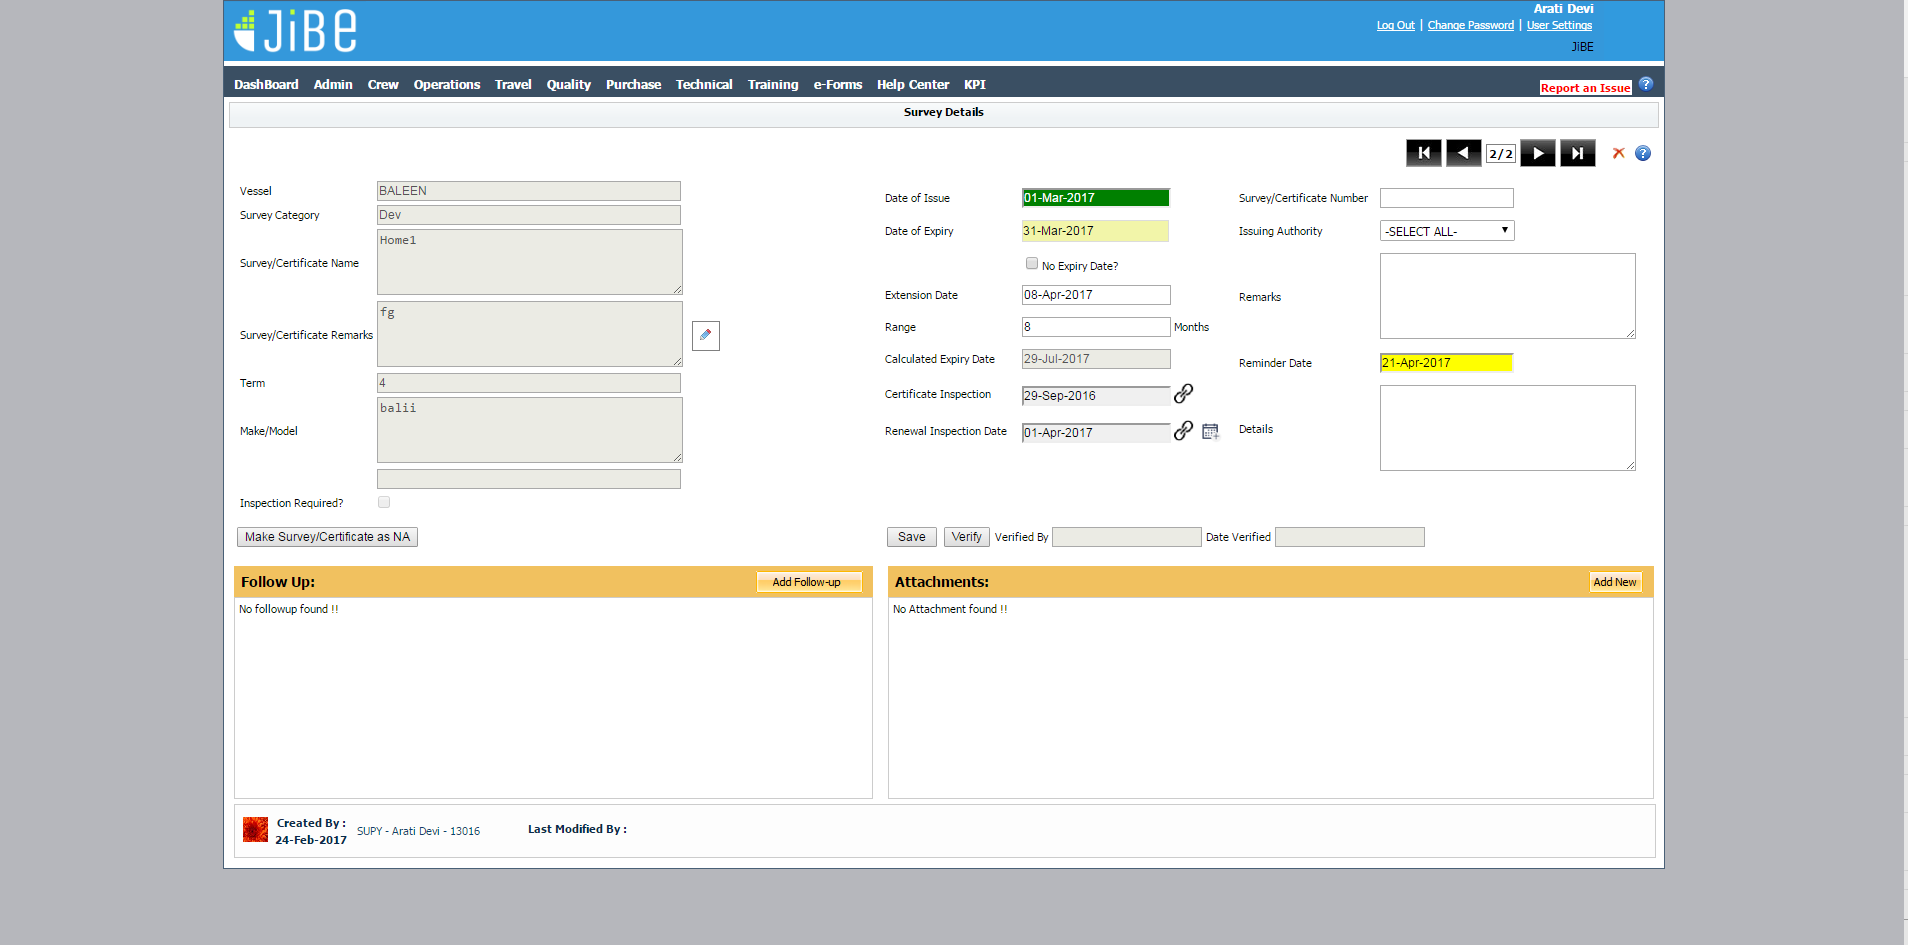 JiBE
Arati Devi
Log Out | Change Password | User Settings
JiBE
DashBoard Admin Crew Operations Travel Quality Purchase Technical Training e-Forms Help Center KPI
Report an Issue ?
Survey Details
2/2 ?
Vessel BALEEN
Survey Category Dev
Survey/Certificate Name Home1
Survey/Certificate Remarks fg
Term 4
Make/Model balii
Inspection Required?
Make Survey/Certificate as NA
Date of Issue 01-Mar-2017
Date of Expiry 31-Mar-2017
No Expiry Date?
Extension Date 08-Apr-2017
Range 8 Months
Calculated Expiry Date 29-Jul-2017
Certificate Inspection 29-Sep-2016
Renewal Inspection Date 01-Apr-2017
Survey/Certificate Number
Issuing Authority -SELECT ALL-
Remarks
Reminder Date 21-Apr-2017
Details
Save Verify Verified By Date Verified
Follow Up: Add Follow-up
No followup found !!
Attachments: Add New
No Attachment found !!
Created By :
24-Feb-2017
SUPY - Arati Devi - 13016
Last Modified By :